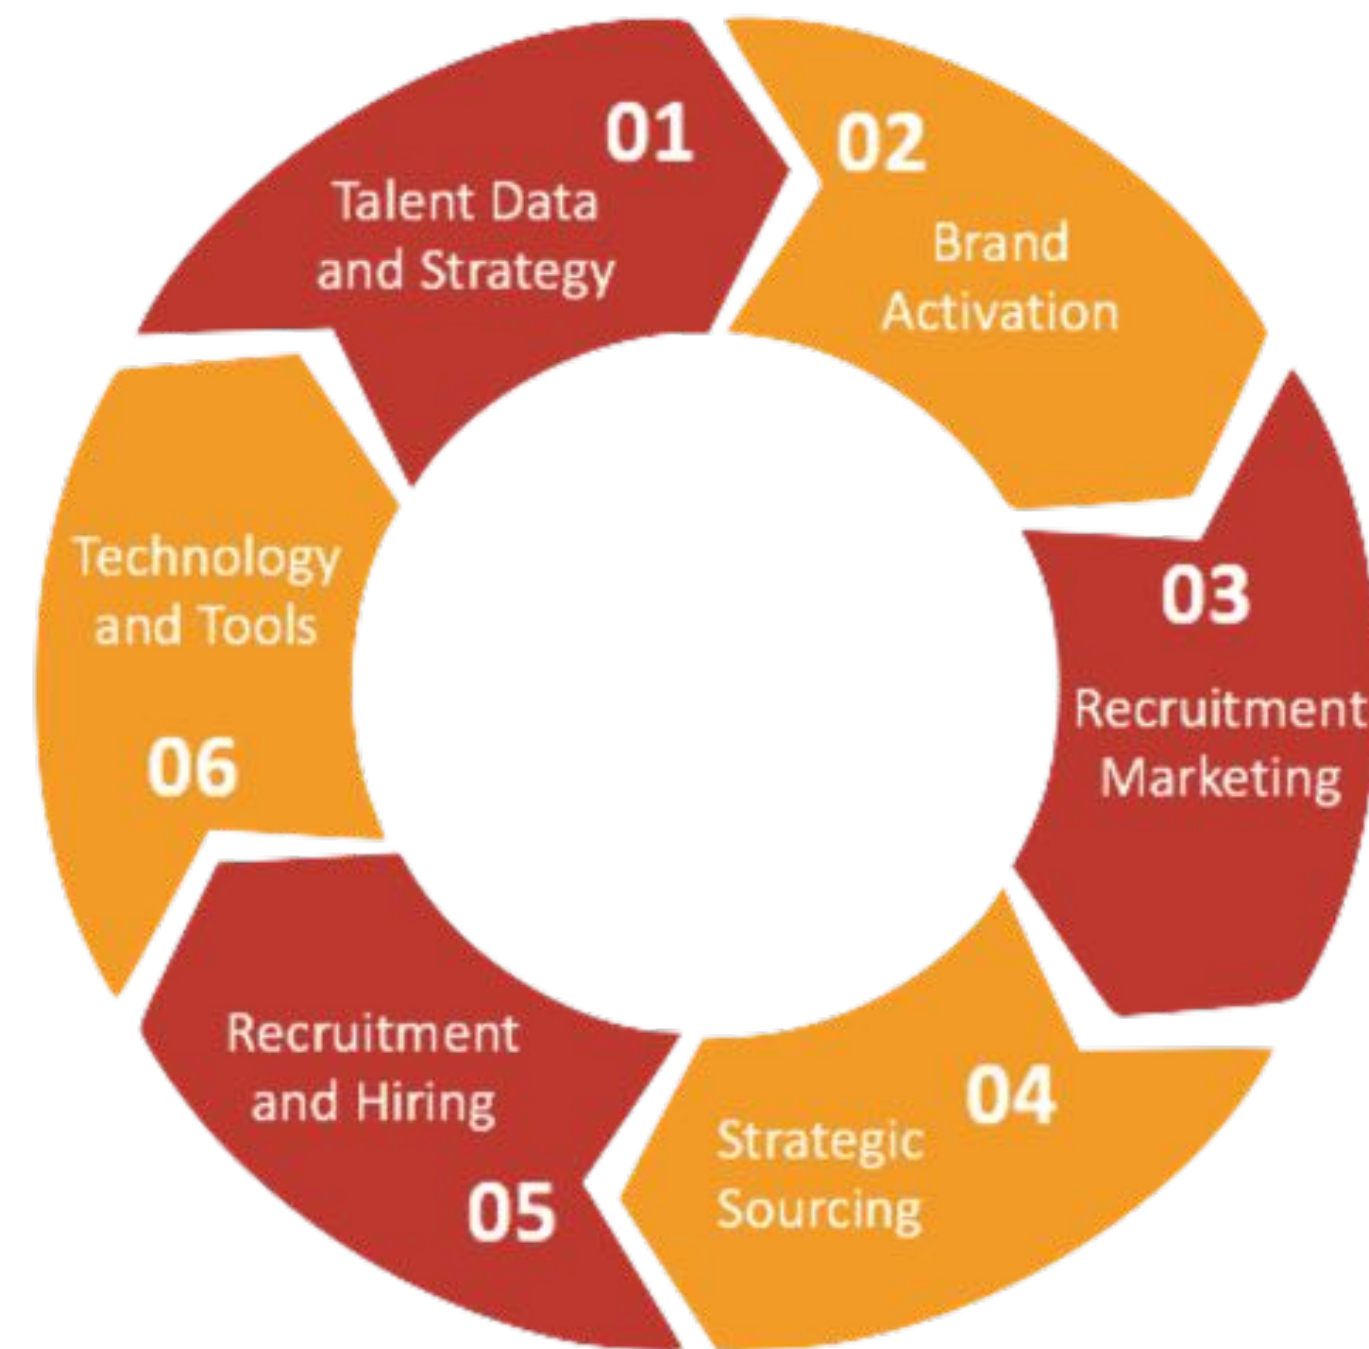 01
Talent Data
and Strategy
02
Brand
Activation
03
Recruitment
Marketing
04
Strategic
Sourcing
Recruitment
and Hiring
05
Technology
and Tools
06